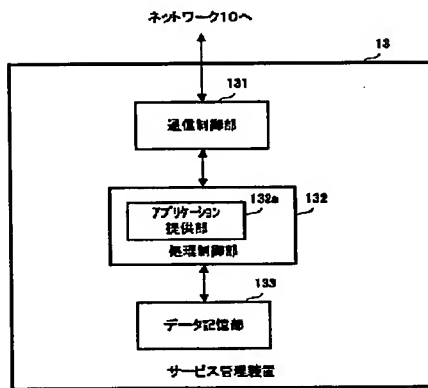 ネットワーク10へ
13
131
通信制御部
132a
132
アプリケーション
提供部
処理制御部
133
データ記憶部
サービス管理装置